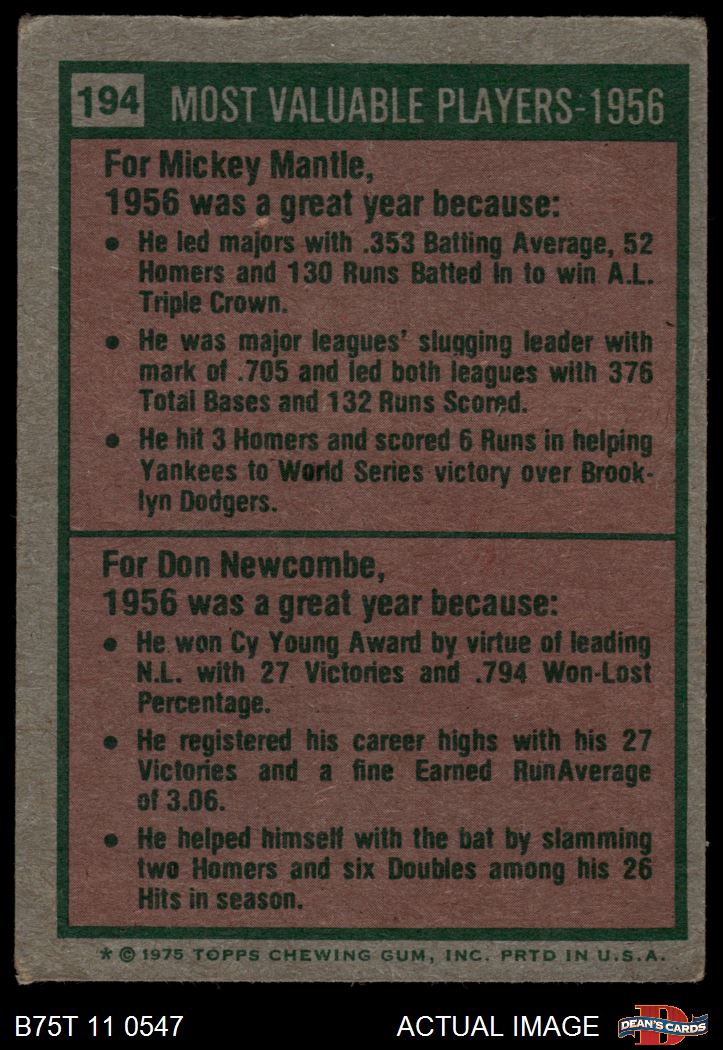 194 MOST VALUABLE PLAYERS-1956
For Mickey Mantle,
1956 was a great year because:
• He led majors with .353 Batting Average, 52
Homers and 130 Runs Batted In to win A.L.
Triple Crown.
• He was major leagues' slugging leader with
mark of .705 and led both leagues with 376
Total Bases and 132 Runs Scored.
• He hit 3 Homers and scored 6 Runs in helping
Yankees to World Series victory over Brook-
lyn Dodgers.
For Don Newcombe,
1956 was a great year because:
• He won Cy Young Award by virtue of leading
N.L. with 27 Victories and .794 Won-Lost
Percentage.
• He registered his career highs with his 27
Victories and a fine Earned RunAverage
of 3.06.
• He helped himself with the bat by slamming
two Homers and six Doubles among his 26
Hits in season.
* © 1975 TOPPS CHEWING GUM, INC. PRTD IN U.S.A.
B75T 11 0547 ACTUAL IMAGE D DEAN'S CARDS